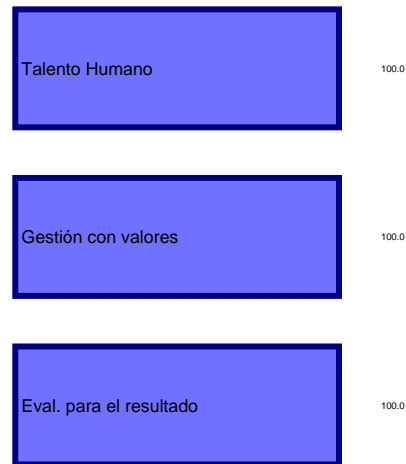 Talento Humano 100.0
Gestión con valores 100.0
Eval. para el resultado 100.0